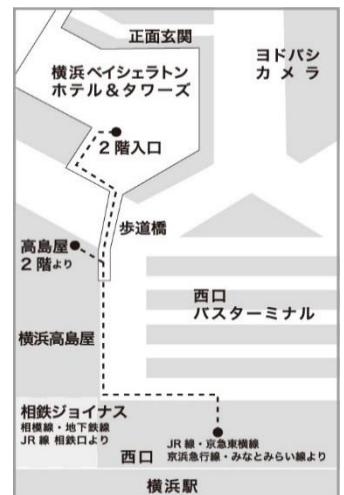 正面玄関
横浜ベイシェラトン
ホテル&タワーズ
ヨドバシ
カメラ
2階入口
歩道橋
高島屋
2階より
西口
バスターミナル
横浜高島屋
相鉄ジョイナス
相模線・地下鉄線
JR線 相鉄口より
JR線・京急東横線
京浜急行線・みなとみらい線より
西口
横浜駅